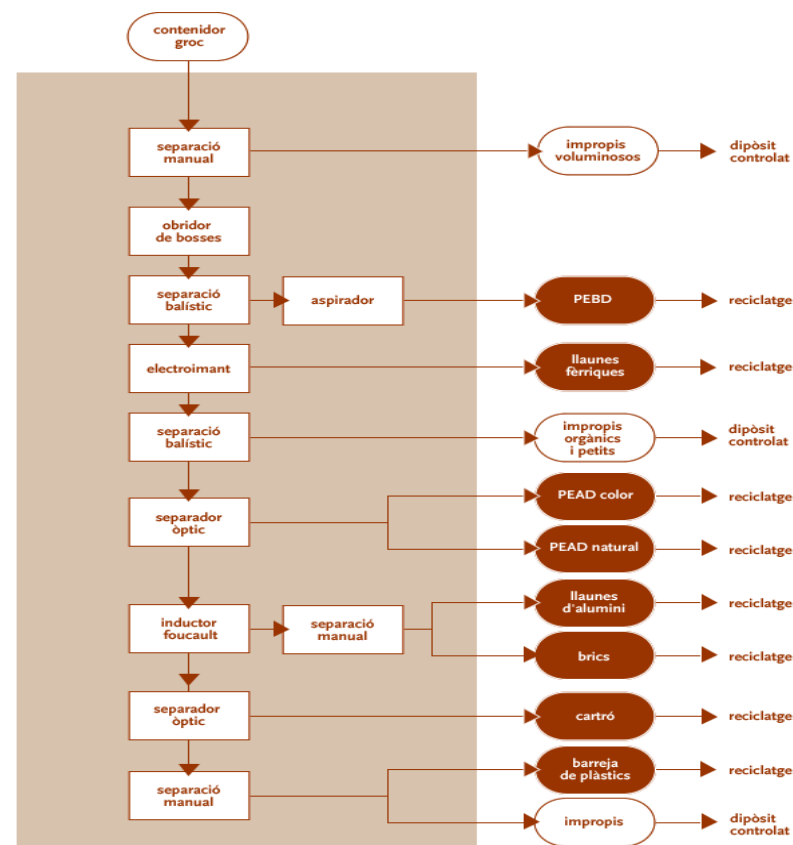 contenidor
groc
separació
manual
impropis
voluminosos
dipòsit
controlat
obridor
de bosses
separació
balístic
aspirador
PEBD
reciclatge
electroimant
llaunes
fèrriques
reciclatge
separació
balístic
impropis
orgànics
i petits
dipòsit
controlat
separador
òptic
PEAD color
reciclatge
PEAD natural
reciclatge
inductor
foucault
separació
manual
llaunes
d'alumini
reciclatge
brics
reciclatge
separador
òptic
cartró
reciclatge
separació
manual
barreja
de plàstics
reciclatge
impropis
dipòsit
controlat